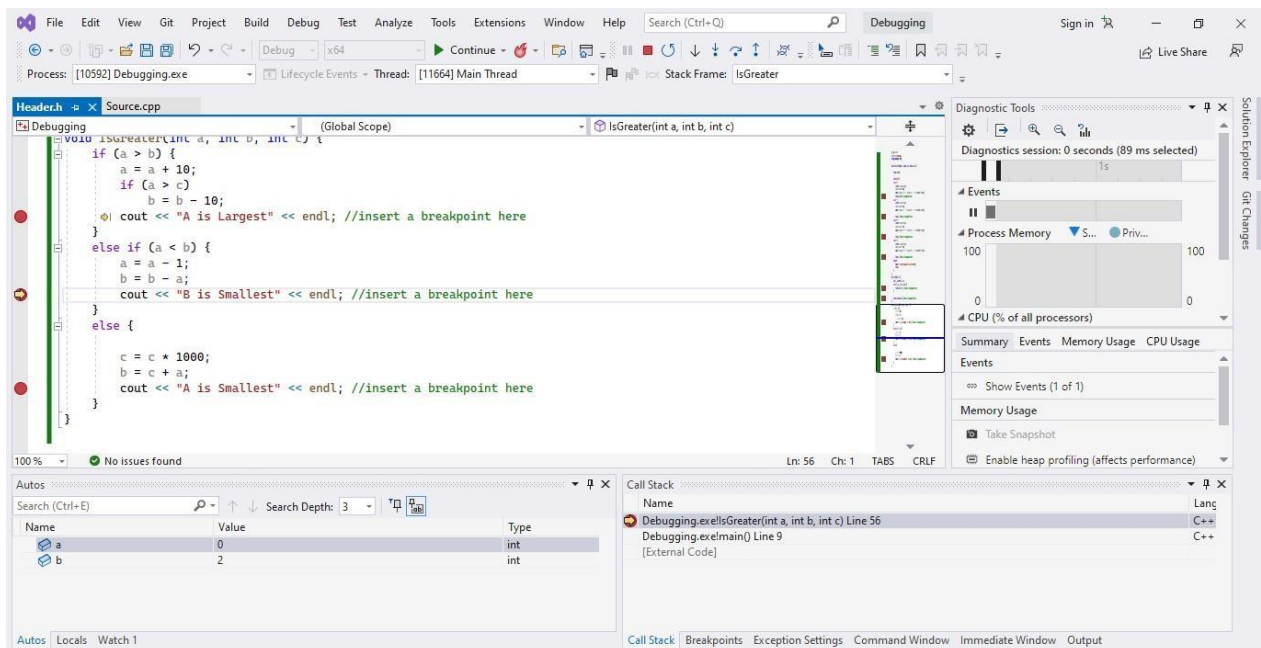 File Edit View Git Project Build Debug Test Analyze Tools Extensions Window Help Search (Ctrl+Q) Debugging Sign in
Debug x64 Continue Live Share
Process: [10592] Debugging.exe Lifecycle Events Thread: [11664] Main Thread Stack Frame: IsGreater
Header.h Source.cpp
Debugging (Global Scope) IsGreater(int a, int b, int c)
void IsGreater(int a, int b, int c) {
if (a > b) {
a = a + 10;
if (a > c)
b = b - 10;
cout << "A is Largest" << endl; //insert a breakpoint here
}
else if (a < b) {
a = a - 1;
b = b - a;
cout << "B is Smallest" << endl; //insert a breakpoint here
}
else {
c = c * 1000;
b = c + a;
cout << "A is Smallest" << endl; //insert a breakpoint here
}
}
100 % No issues found Ln: 56 Ch: 1 TABS CRLF
Diagnostic Tools
Diagnostics session: 0 seconds (89 ms selected)
1s
Events
Process Memory S... Priv...
100 100
0 0
CPU (% of all processors)
Summary Events Memory Usage CPU Usage
Events
Show Events (1 of 1)
Memory Usage
Take Snapshot
Enable heap profiling (affects performance)
Solution Explorer
Git Changes
Autos
Search (Ctrl+E) Search Depth: 3
Name Value Type
a 0 int
b 2 int
Autos Locals Watch 1
Call Stack
Name Lang
Debugging.exe!IsGreater(int a, int b, int c) Line 56 C++
Debugging.exe!main() Line 9 C++
[External Code]
Call Stack Breakpoints Exception Settings Command Window Immediate Window Output